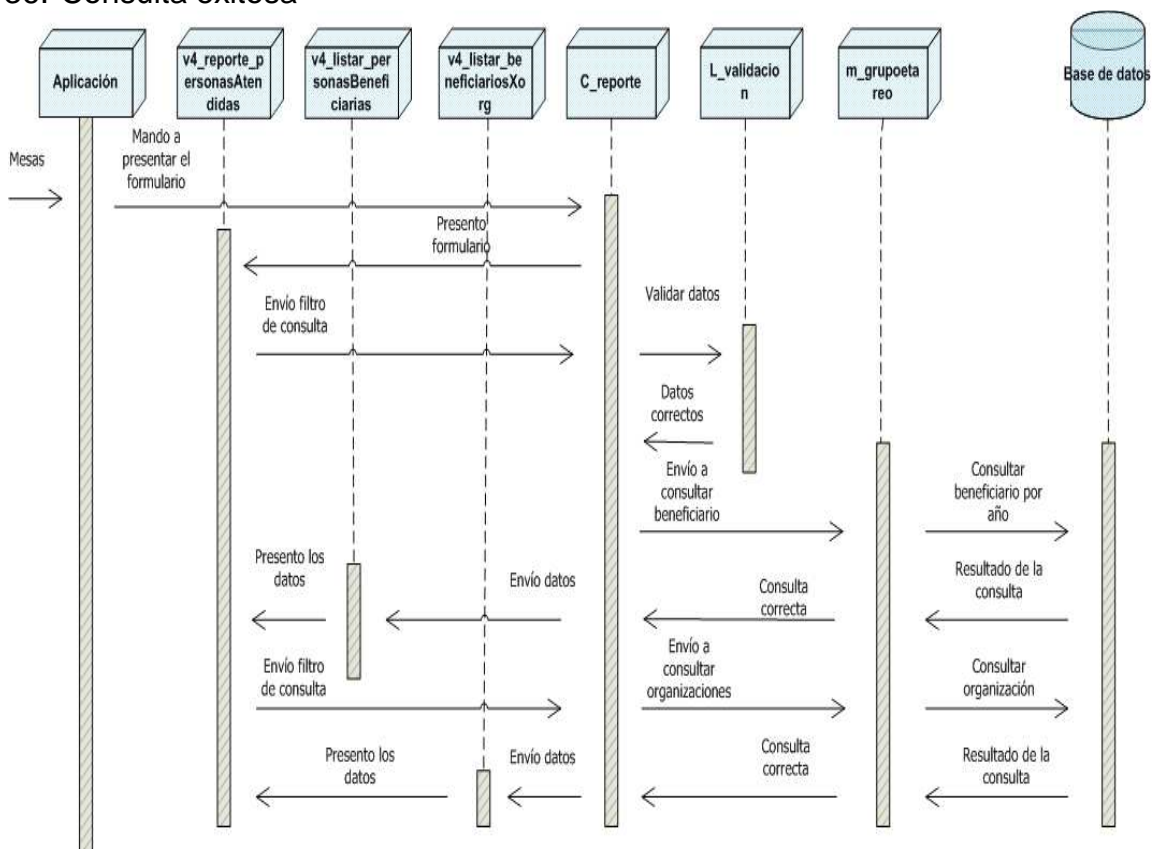 Consulta exitosa
Aplicación
v4_reporte_p
ersonasAten
didas
v4_listar_per
sonasBenefi
ciarias
v4_listar_be
neficiariosXo
rg
C_reporte
L_validacio
n
m_grupoeta
reo
Base de datos
Mesas
Mando a
presentar el
formulario
Presento
formulario
Envío filtro
de consulta
Validar datos
Datos
correctos
Envío a
consultar
beneficiario
Consultar
beneficiario por
año
Presento los
datos
Envío datos
Consulta
correcta
Resultado de la
consulta
Envío filtro
de consulta
Envío a
consultar
organizaciones
Consultar
organización
Presento los
datos
Envío datos
Consulta
correcta
Resultado de la
consulta